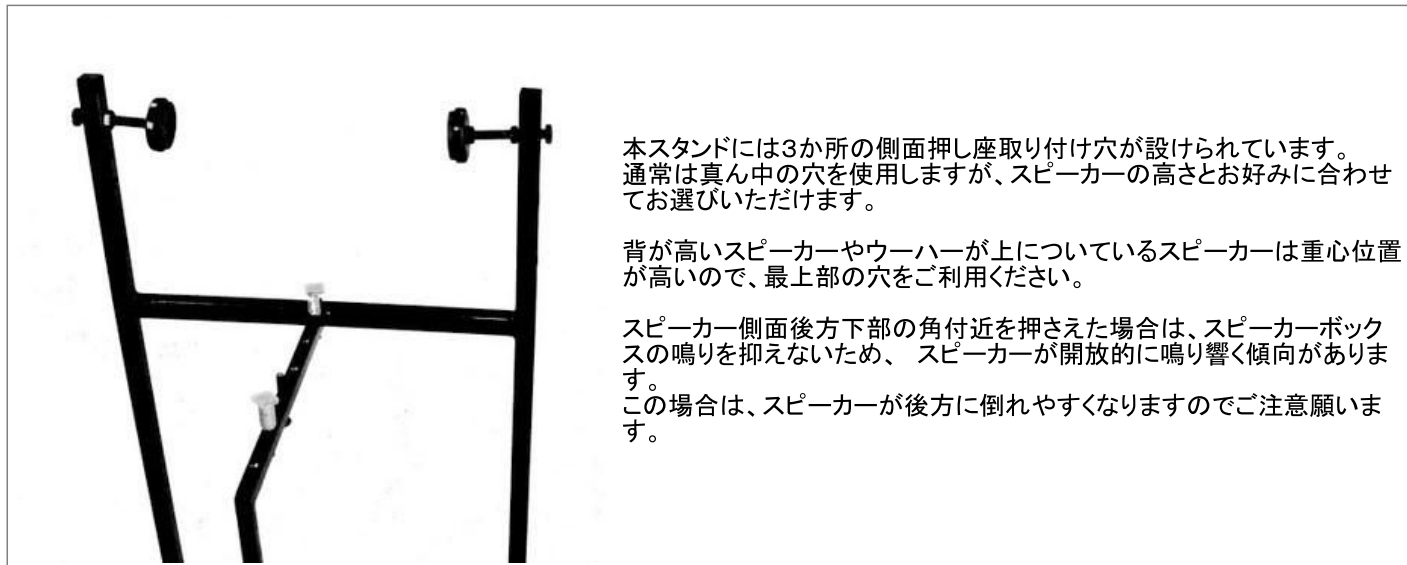 本スタンドには3か所の側面押し座取り付け穴が設けられています。
通常は真ん中の穴を使用しますが、スピーカーの高さとお好みに合わせ
てお選びいただけます。
背が高いスピーカーやウーハーが上についているスピーカーは重心位置
が高いので、最上部の穴をご利用ください。
スピーカー側面後方下部の角付近を押さえた場合は、スピーカーボック
スの鳴りを抑えないため、 スピーカーが開放的に鳴り響く傾向がありま
す。
この場合は、スピーカーが後方に倒れやすくなりますのでご注意願いま
す。